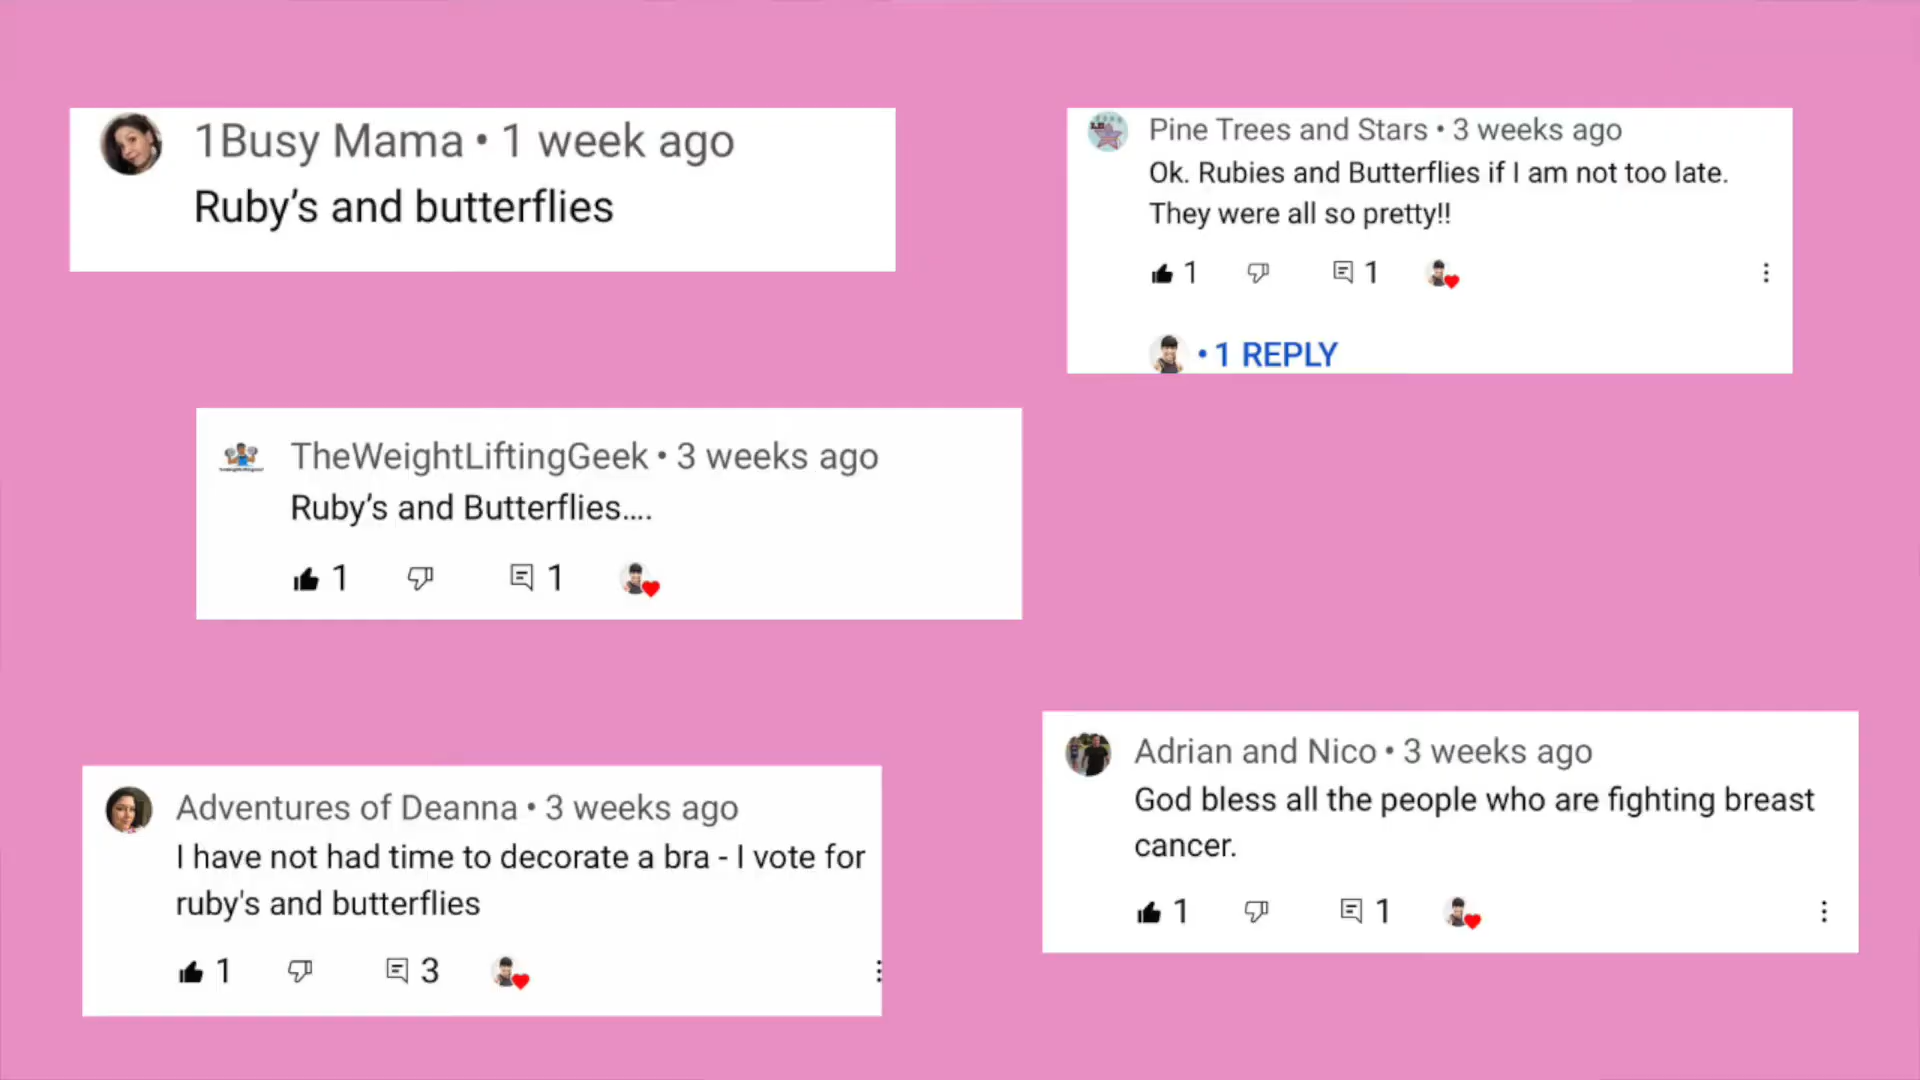 1Busy Mama • 1 week ago
Ruby’s and butterflies
Pine Trees and Stars • 3 weeks ago
Ok. Rubies and Butterflies if I am not too late.
They were all so pretty!!
1 1
• 1 REPLY
TheWeightLiftingGeek • 3 weeks ago
Ruby’s and Butterflies....
1 1
Adventures of Deanna • 3 weeks ago
I have not had time to decorate a bra - I vote for
ruby's and butterflies
1 3
Adrian and Nico • 3 weeks ago
God bless all the people who are fighting breast
cancer.
1 1